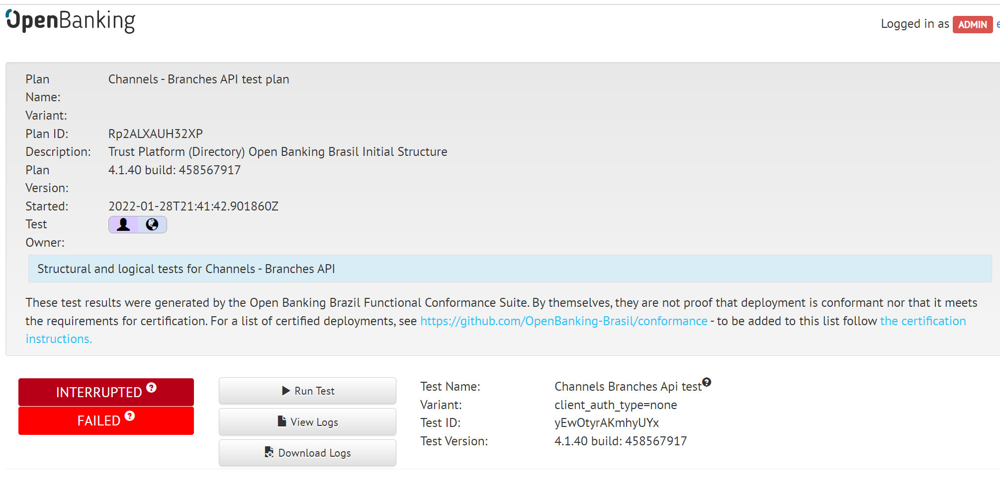 OpenBanking
Logged in as ADMIN e
Plan Name: Channels - Branches API test plan
Variant:
Plan ID: Rp2ALXAUH32XP
Description: Trust Platform (Directory) Open Banking Brasil Initial Structure
Plan Version: 4.1.40 build: 458567917
Started: 2022-01-28T21:41:42.901860Z
Test Owner:
Structural and logical tests for Channels - Branches API
These test results were generated by the Open Banking Brazil Functional Conformance Suite. By themselves, they are not proof that deployment is conformant nor that it meets
the requirements for certification. For a list of certified deployments, see https://github.com/OpenBanking-Brasil/conformance - to be added to this list follow the certification
instructions.
INTERRUPTED ?
FAILED ?
Run Test
View Logs
Download Logs
Test Name: Channels Branches Api test ?
Variant: client_auth_type=none
Test ID: yEwOtyrAKmhyUYx
Test Version: 4.1.40 build: 458567917